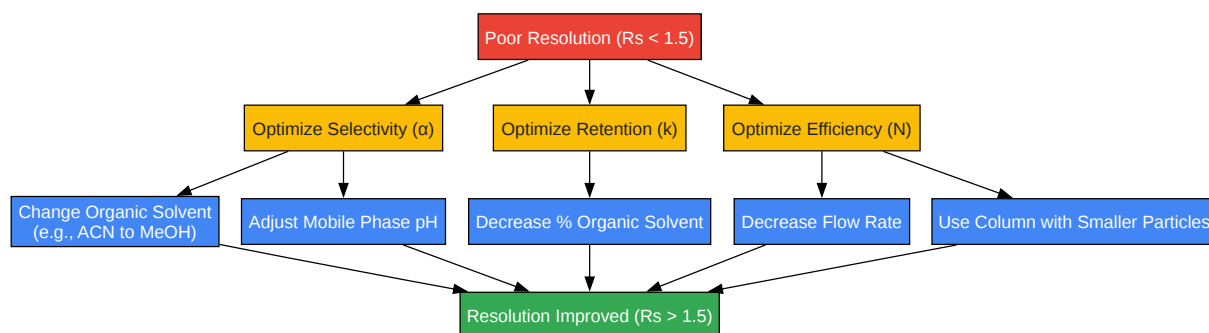 Poor Resolution (Rs < 1.5)
Optimize Selectivity (α)
Optimize Retention (k)
Optimize Efficiency (N)
Change Organic Solvent
(e.g., ACN to MeOH)
Adjust Mobile Phase pH
Decrease % Organic Solvent
Decrease Flow Rate
Use Column with Smaller Particles
Resolution Improved (Rs > 1.5)